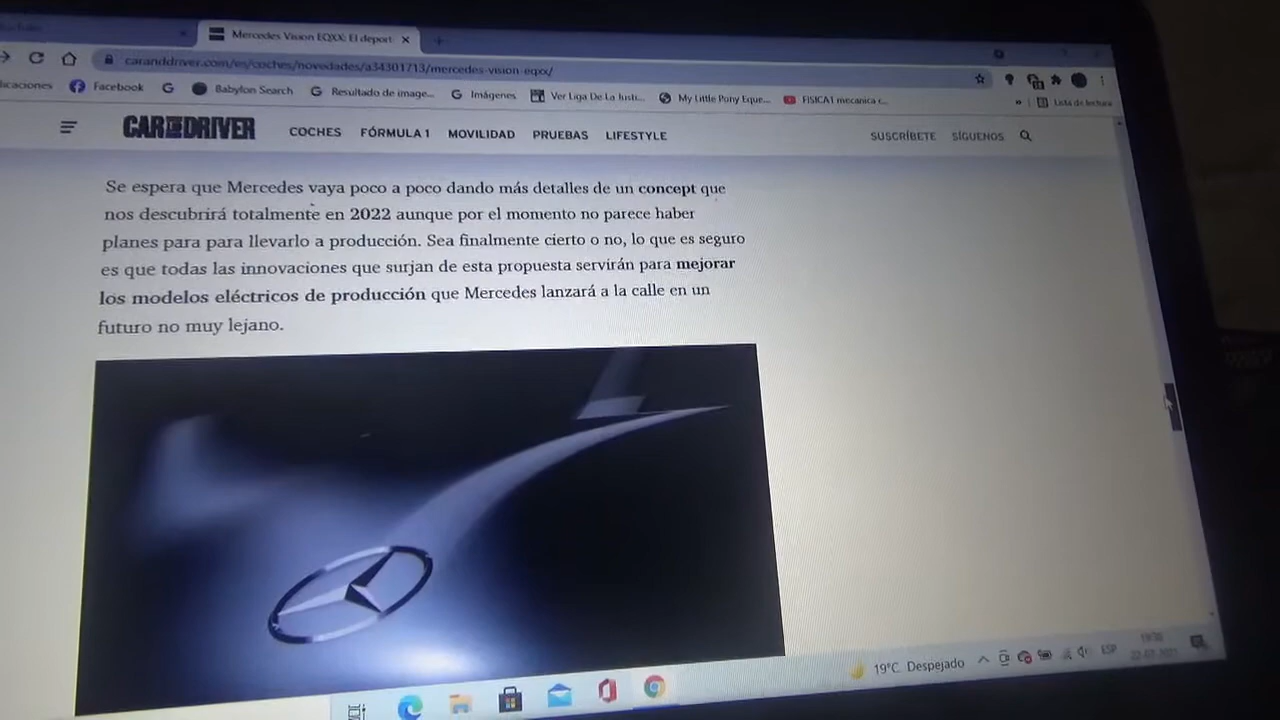 Mercedes Vision EQXX: El deport
caranddriver.com/es/coches/novedades/a34301713/mercedes-vision-eqxx/
licaciones Facebook Babylon Search Resultado de image... Imágenes Ver Liga De La Justi... My Little Pony Eque... FISICA1 mecanica c... Lista de lectura
CAR AND DRIVER COCHES FÓRMULA 1 MOVILIDAD PRUEBAS LIFESTYLE SUSCRÍBETE SÍGUENOS
Se espera que Mercedes vaya poco a poco dando más detalles de un concept que
nos descubrirá totalmente en 2022 aunque por el momento no parece haber
planes para para llevarlo a producción. Sea finalmente cierto o no, lo que es seguro
es que todas las innovaciones que surjan de esta propuesta servirán para mejorar
los modelos eléctricos de producción que Mercedes lanzará a la calle en un
futuro no muy lejano.
19°C Despejado ESP